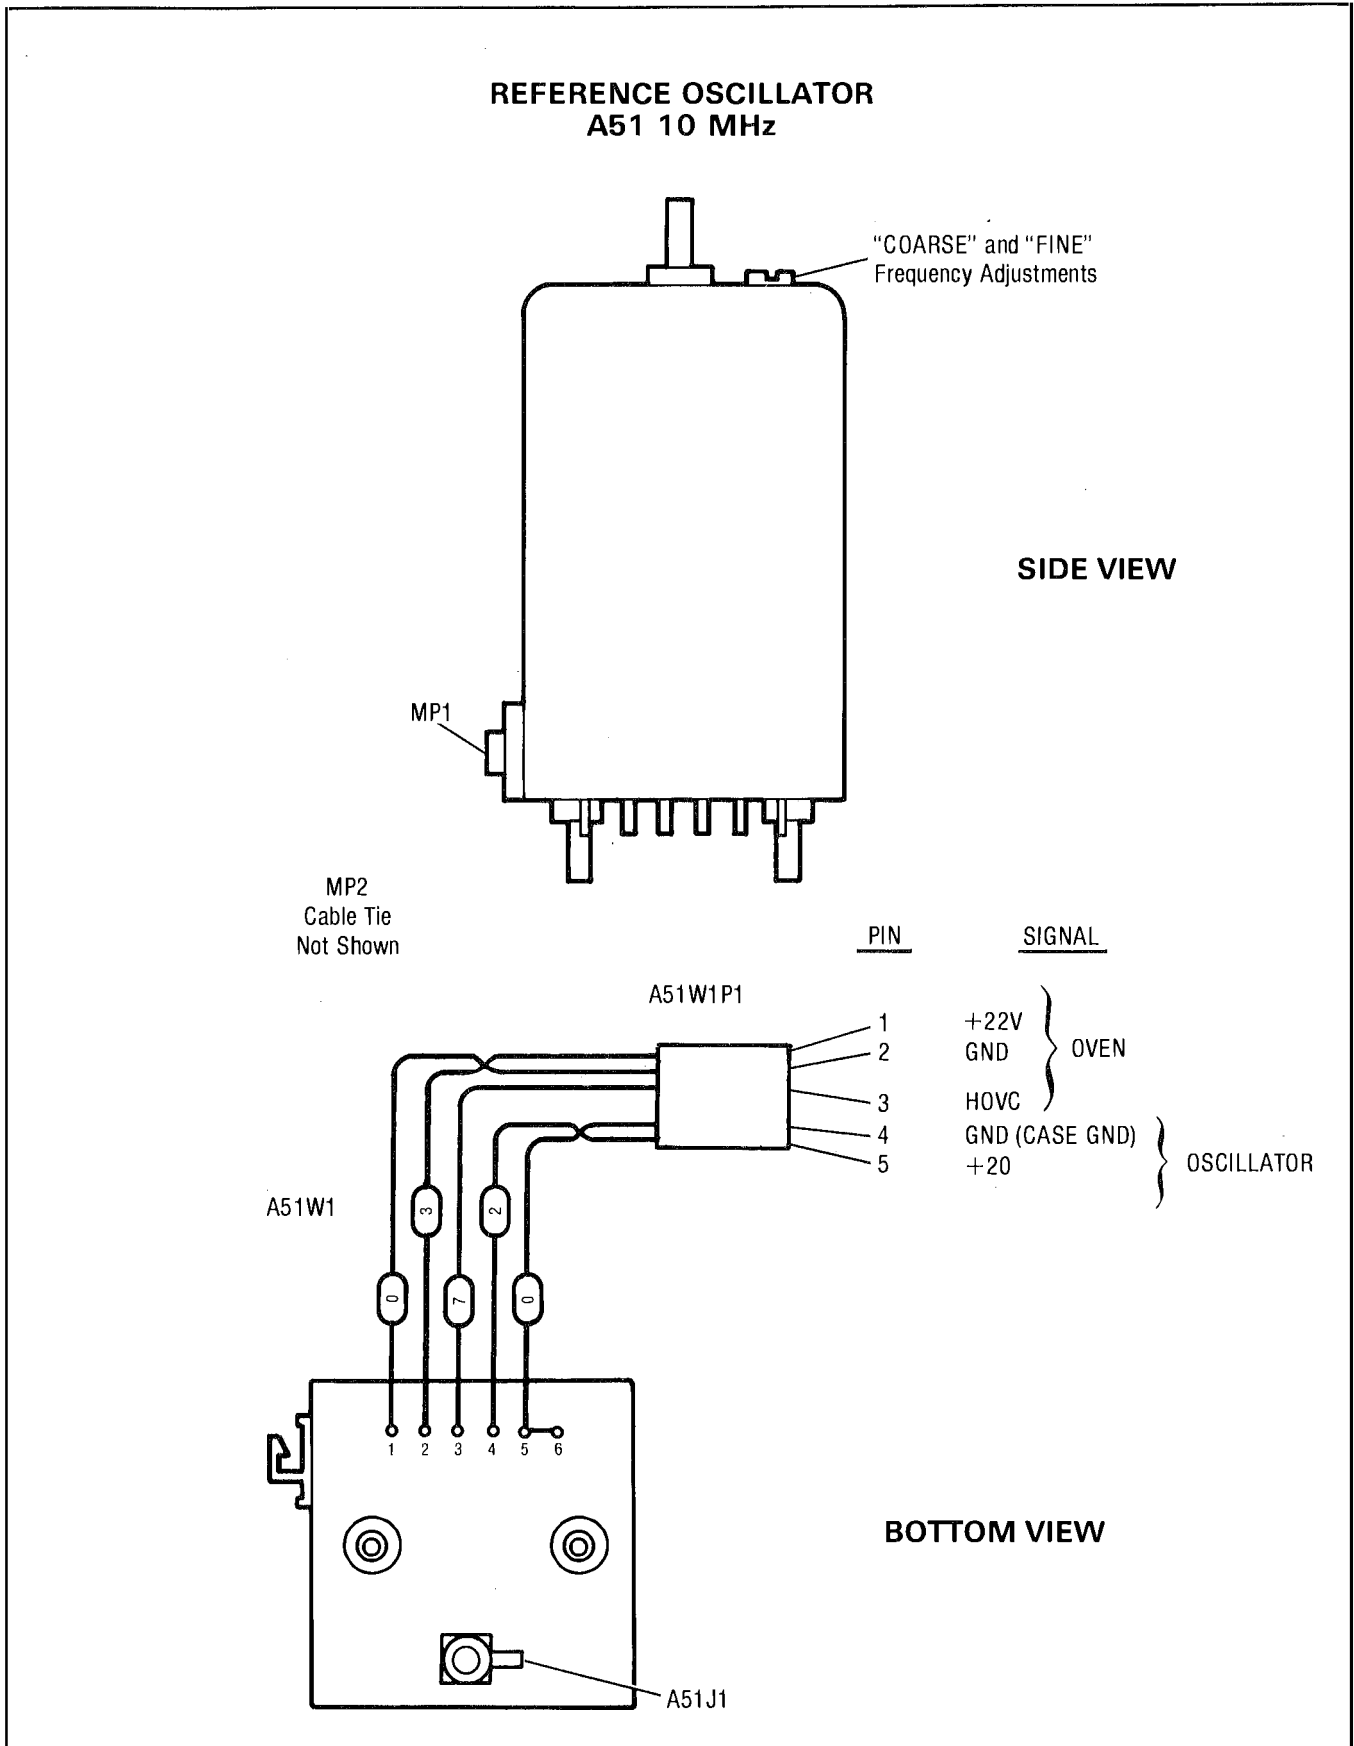 REFERENCE OSCILLATOR
A51 10 MHz
"COARSE" and "FINE"
Frequency Adjustments
SIDE VIEW
MP1
MP2
Cable Tie
Not Shown
PIN SIGNAL
A51W1P1
1 +22V
2 GND
OVEN
3 HOVC
4 GND (CASE GND)
5 +20
OSCILLATOR
A51W1
3 2
0 7 0
1 2 3 4 5 6
BOTTOM VIEW
A51J1